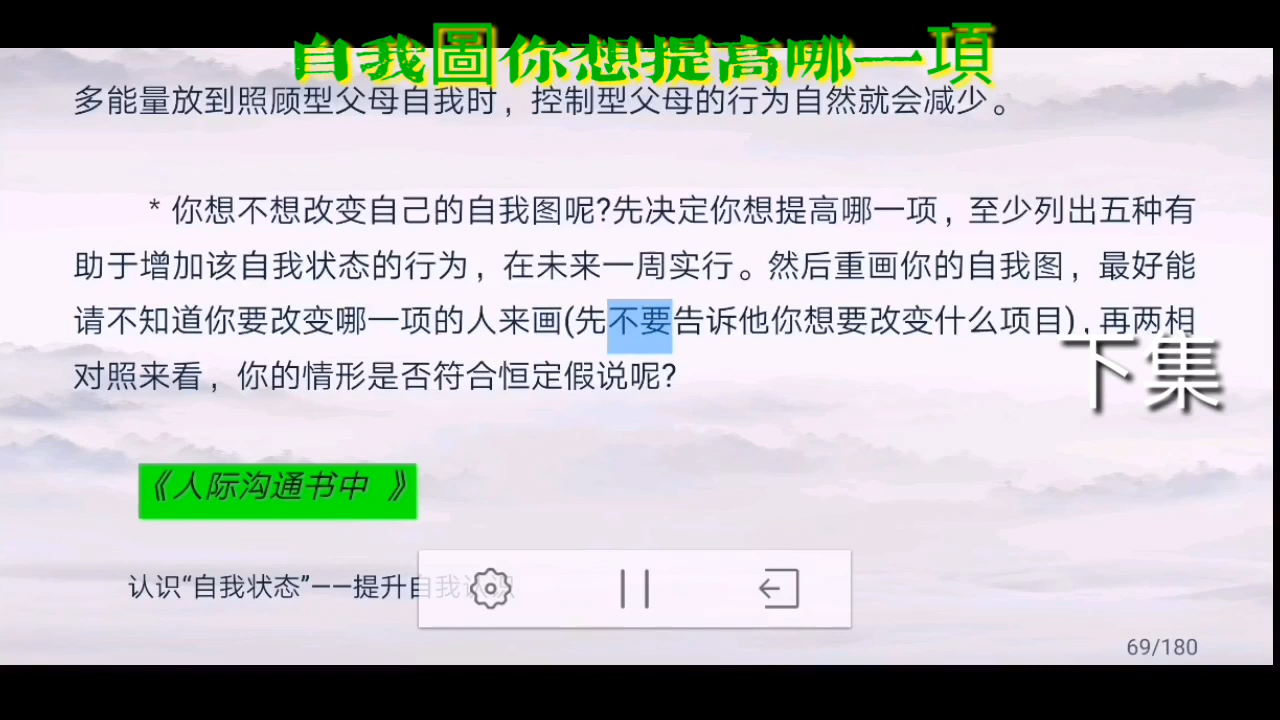 自我圖你想提高哪一項
多能量放到照顾型父母自我时，控制型父母的行为自然就会减少。
* 你想不想改变自己的自我图呢?先决定你想提高哪一项，至少列出五种有
助于增加该自我状态的行为，在未来一周实行。然后重画你的自我图，最好能
请不知道你要改变哪一项的人来画(先不要告诉他你想要改变什么项目)，再两相
下集
对照来看，你的情形是否符合恒定假说呢?
《人际沟通书中 》
认识“自我状态”——提升自我认识
69/180